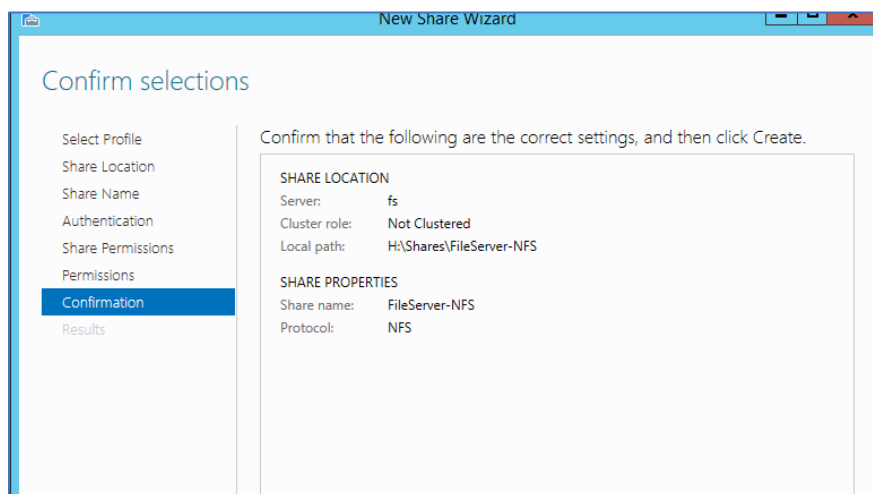 New Share Wizard
Confirm selections
Select Profile
Share Location
Share Name
Authentication
Share Permissions
Permissions
Confirmation
Results
Confirm that the following are the correct settings, and then click Create.
SHARE LOCATION
Server: fs
Cluster role: Not Clustered
Local path: H:\Shares\FileServer-NFS
SHARE PROPERTIES
Share name: FileServer-NFS
Protocol: NFS